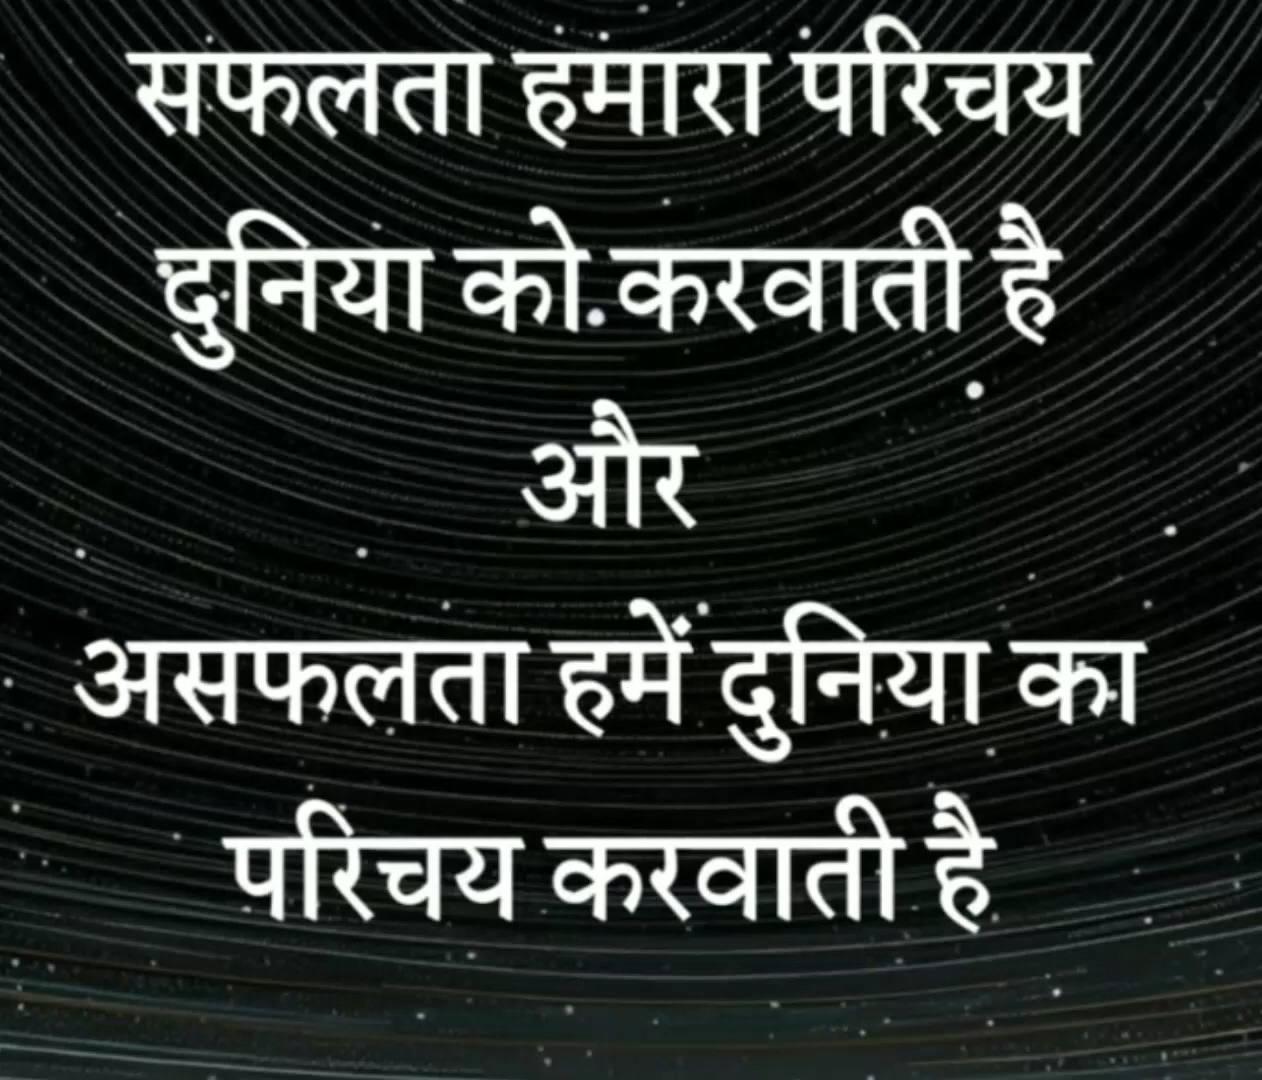 सफलता हमारा परिचय
दुनिया को करवाती है
और
असफलता हमें दुनिया का
परिचय करवाती है